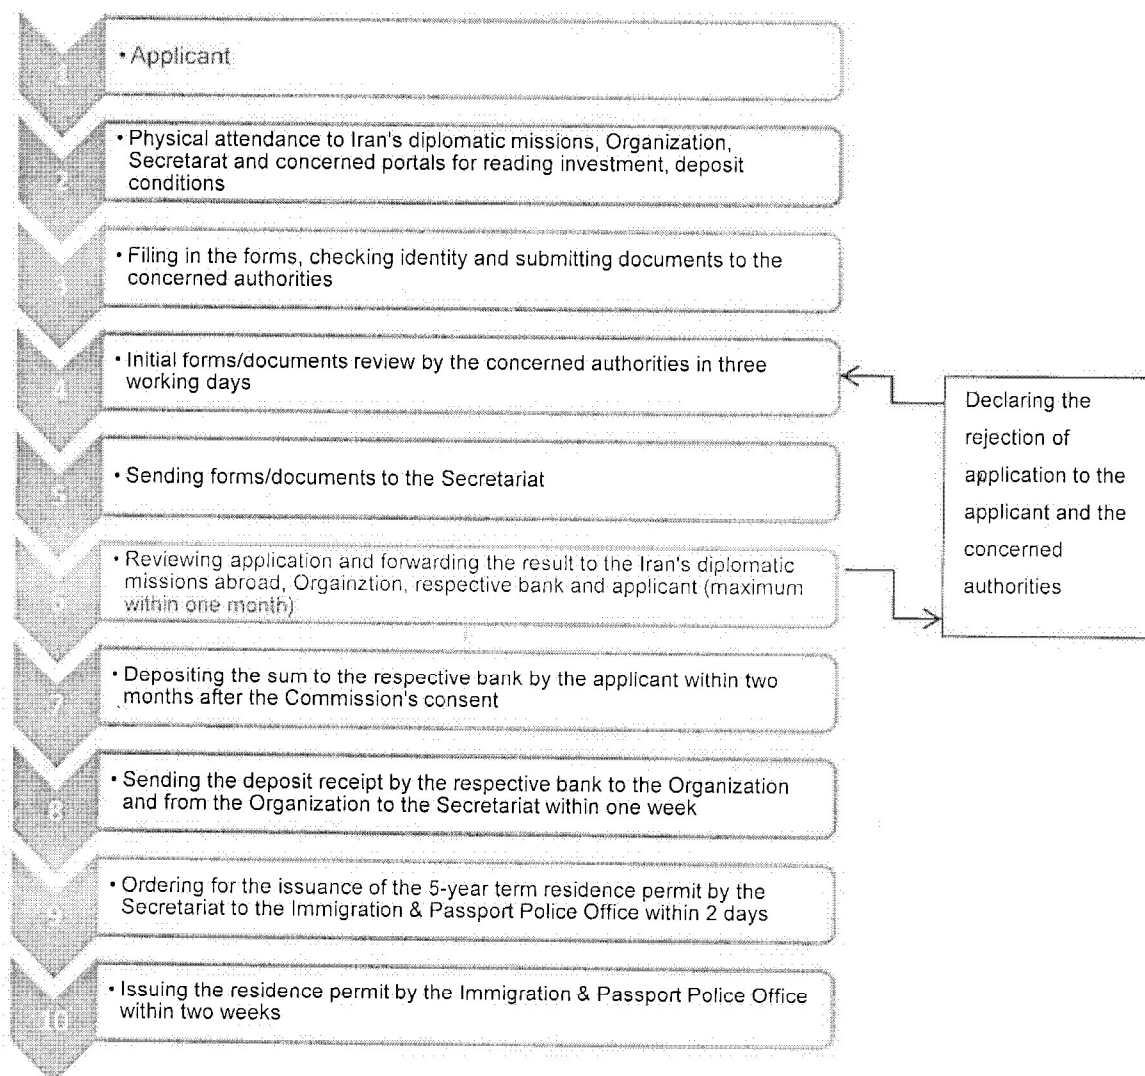 1
• Applicant
2
• Physical attendance to Iran's diplomatic missions, Organization,
Secretarat and concerned portals for reading investment, deposit
conditions
3
• Filing in the forms, checking identity and submitting documents to the
concerned authorities
4
• Initial forms/documents review by the concerned authorities in three
working days
5
• Sending forms/documents to the Secretariat
6
• Reviewing application and forwarding the result to the Iran's diplomatic
missions abroad, Orgainztion, respective bank and applicant (maximum
within one month)
7
• Depositing the sum to the respective bank by the applicant within two
months after the Commission's consent
8
• Sending the deposit receipt by the respective bank to the Organization
and from the Organization to the Secretariat within one week
9
• Ordering for the issuance of the 5-year term residence permit by the
Secretariat to the Immigration & Passport Police Office within 2 days
10
• Issuing the residence permit by the Immigration & Passport Police Office
within two weeks
Declaring the
rejection of
application to the
applicant and the
concerned
authorities